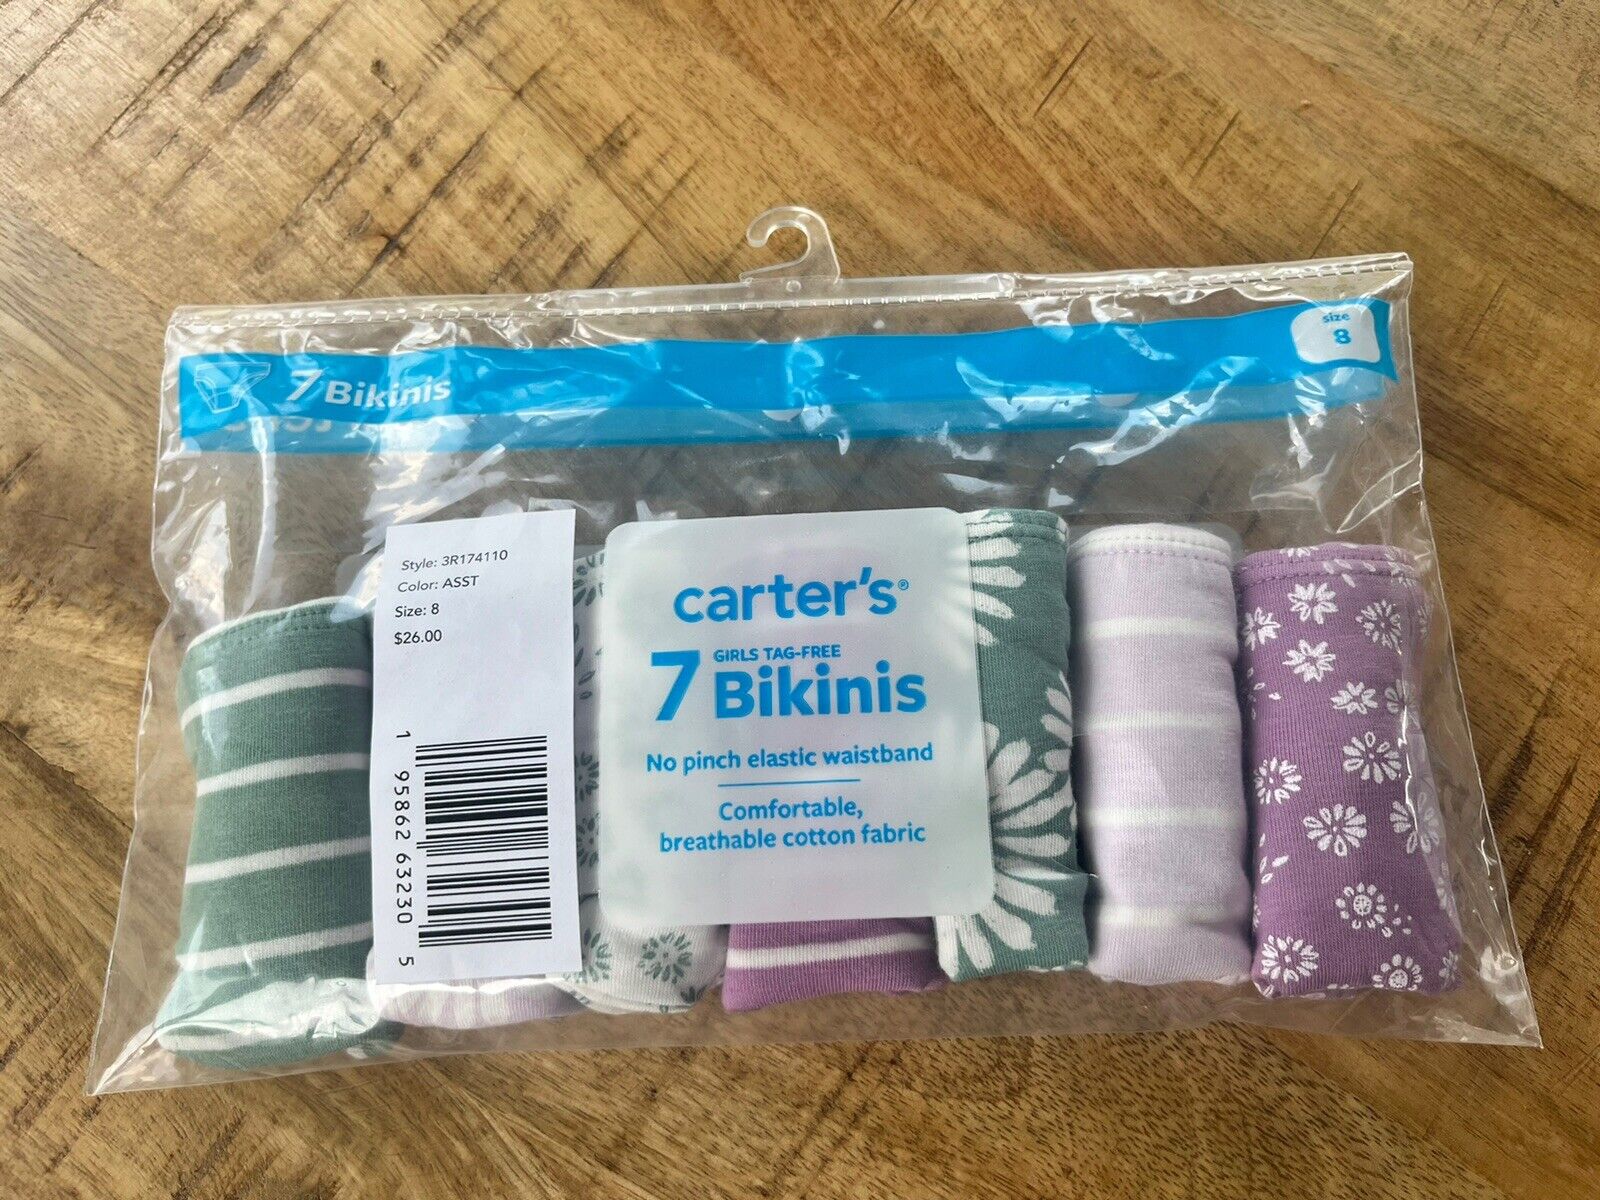 7 Bikinis
size
8
Style: 3R174110
Color: ASST
Size: 8
$26.00
1 95862 63230 5
carter's®
7 GIRLS TAG-FREE
Bikinis
No pinch elastic waistband
Comfortable,
breathable cotton fabric